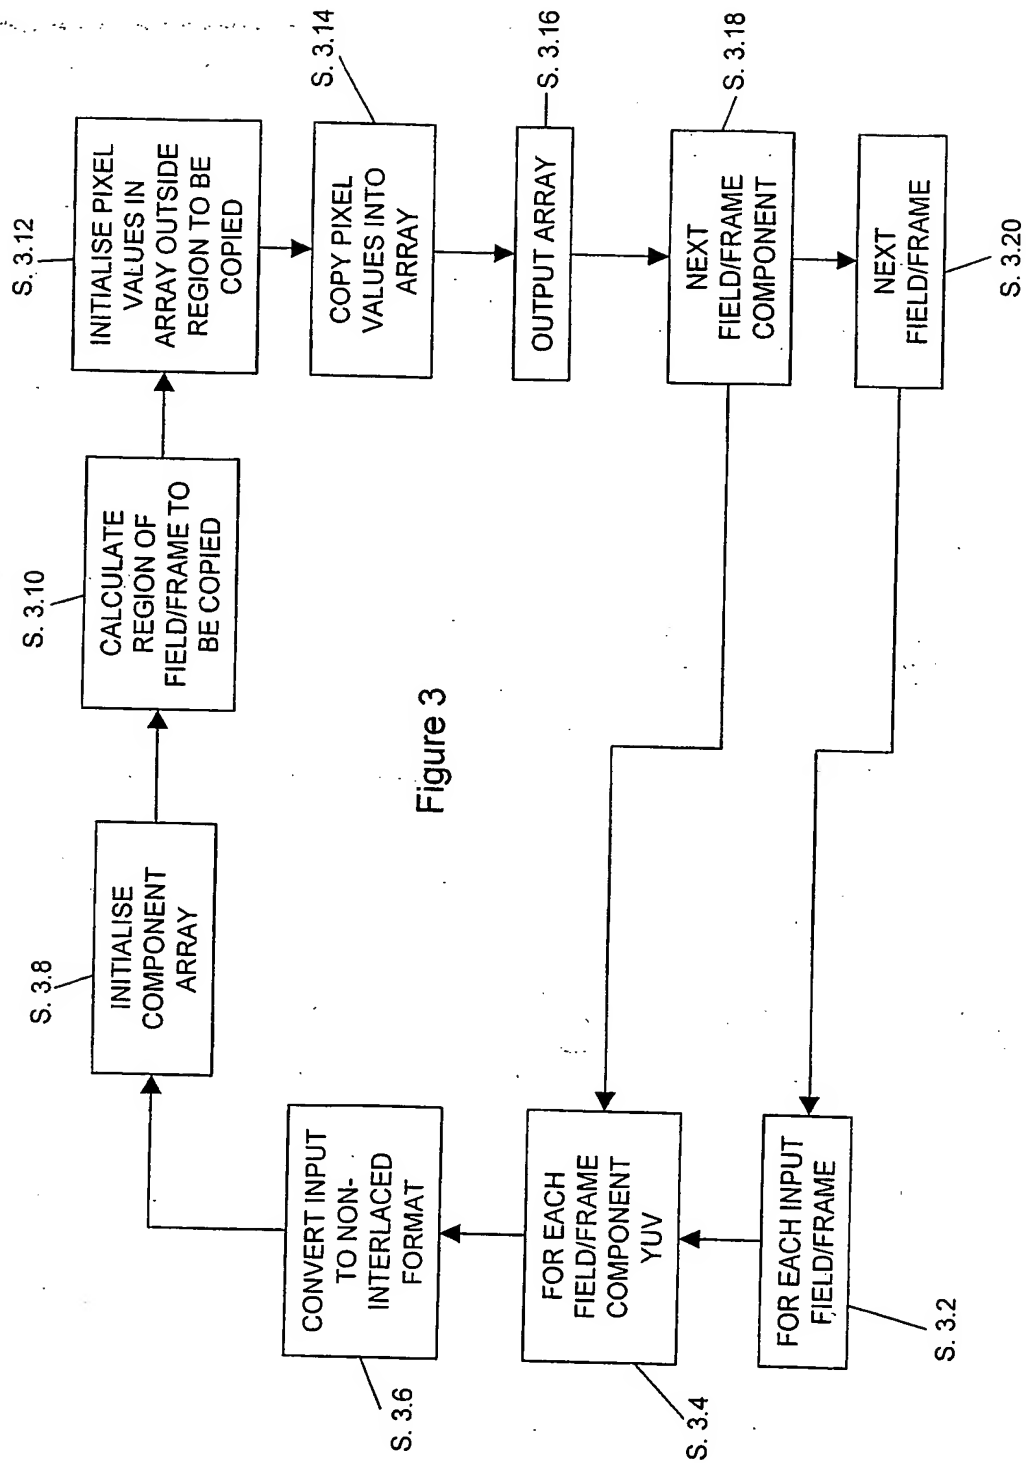 S. 3.2
FOR EACH INPUT
FIELD/FRAME
S. 3.4
FOR EACH
FIELD/FRAME
COMPONENT
YUV
S. 3.6
CONVERT INPUT
TO NON-
INTERLACED
FORMAT
S. 3.8
INITIALISE
COMPONENT
ARRAY
S. 3.10
CALCULATE
REGION OF
FIELD/FRAME TO
BE COPIED
S. 3.12
INITIALISE PIXEL
VALUES IN
ARRAY OUTSIDE
REGION TO BE
COPIED
S. 3.14
COPY PIXEL
VALUES INTO
ARRAY
S. 3.16
OUTPUT ARRAY
S. 3.18
NEXT
FIELD/FRAME
COMPONENT
S. 3.20
NEXT
FIELD/FRAME
Figure 3